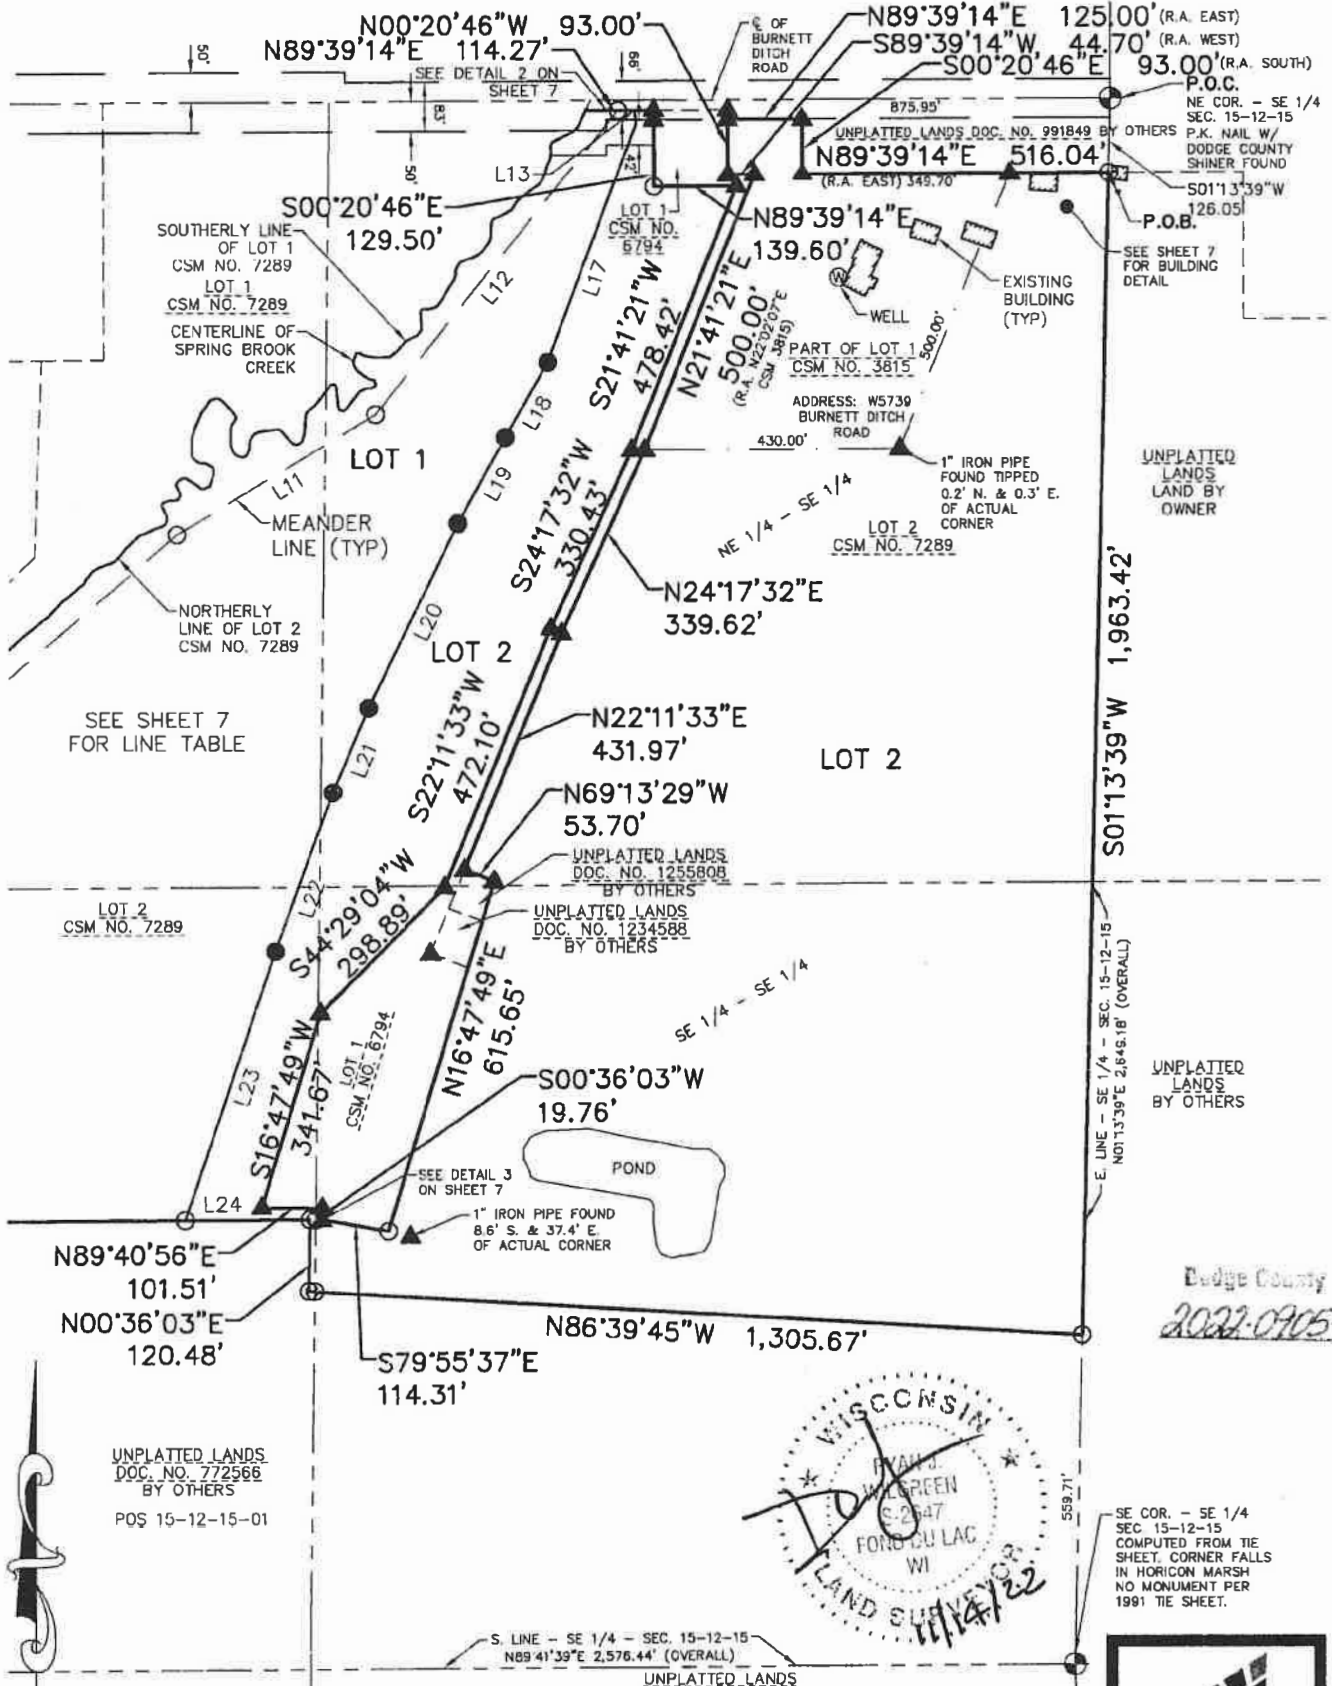 N00°20'46"W 93.00'
N89°39'14"E 114.27'
SEE DETAIL 2 ON
SHEET 7
50'
83'
50'
66'
42'
℄ OF
BURNETT
DITCH
ROAD
N89°39'14"E 125.00' (R.A. EAST)
S89°39'14"W 44.70' (R.A. WEST)
S00°20'46"E 93.00' (R.A. SOUTH)
P.O.C.
NE COR. - SE 1/4
SEC. 15-12-15
P.K. NAIL W/
DODGE COUNTY
SHINER FOUND
875.95'
UNPLATTED LANDS DOC. NO. 991849 BY OTHERS
N89°39'14"E 516.04'
(R.A. EAST) 349.70'
S01°13'39"W
126.05'
P.O.B.
SEE SHEET 7
FOR BUILDING
DETAIL
L13
S00°20'46"E
129.50'
LOT 1
CSM NO.
6794
N89°39'14"E
139.60'
SOUTHERLY LINE
OF LOT 1
CSM NO. 7289
LOT 1
CSM NO. 7289
CENTERLINE OF
SPRING BROOK
CREEK
L12
L17
EXISTING
BUILDING
(TYP)
W
WELL
S21°41'21"W
478.42'
N21°41'21"E
500.00'
(R.A. N22°02'07"E
CSM 3815)
PART OF LOT 1
CSM NO. 3815
500.00'
ADDRESS: W5739
BURNETT DITCH
ROAD
430.00'
1" IRON PIPE
FOUND TIPPED
0.2' N. & 0.3' E.
OF ACTUAL
CORNER
L18
LOT 1
L19
L11
MEANDER
LINE (TYP)
UNPLATTED
LANDS
LAND BY
OWNER
S24°17'32"W
330.43'
NE 1/4 - SE 1/4
LOT 2
CSM NO. 7289
N24°17'32"E
339.62'
NORTHERLY
LINE OF LOT 2
CSM NO. 7289
L20
LOT 2
S01°13'39"W 1,963.42'
SEE SHEET 7
FOR LINE TABLE
S22°11'33"W
472.10'
N22°11'33"E
431.97'
LOT 2
L21
N69°13'29"W
53.70'
UNPLATTED LANDS
DOC. NO. 1255808
BY OTHERS
UNPLATTED LANDS
DOC. NO. 1234588
BY OTHERS
LOT 2
CSM NO. 7289
L22
S44°29'04"W
298.89'
SE 1/4 - SE 1/4
E. LINE - SE 1/4 - SEC. 15-12-15
N01°13'39"E 2,649.18' (OVERALL)
N16°47'49"E
615.65'
LOT 1
CSM NO. 6794
L23
S16°47'49"W
341.67'
S00°36'03"W
19.76'
UNPLATTED
LANDS
BY OTHERS
POND
SEE DETAIL 3
ON SHEET 7
L24
1" IRON PIPE FOUND
8.6' S. & 37.4' E.
OF ACTUAL CORNER
N89°40'56"E
101.51'
N00°36'03"E
120.48'
N86°39'45"W 1,305.67'
S79°55'37"E
114.31'
Dodge County
2022-0905
UNPLATTED LANDS
DOC. NO. 772566
BY OTHERS
POS 15-12-15-01
WISCONSIN
RYAN J.
WILGREEN
S-2647
FOND DU LAC
WI
LAND SURVEYOR
11/14/22
559.71'
SE COR. - SE 1/4
SEC 15-12-15
COMPUTED FROM TIE
SHEET. CORNER FALLS
IN HORICON MARSH
NO MONUMENT PER
1991 TIE SHEET.
S. LINE - SE 1/4 - SEC. 15-12-15
N89°41'39"E 2,576.44' (OVERALL)
UNPLATTED LANDS